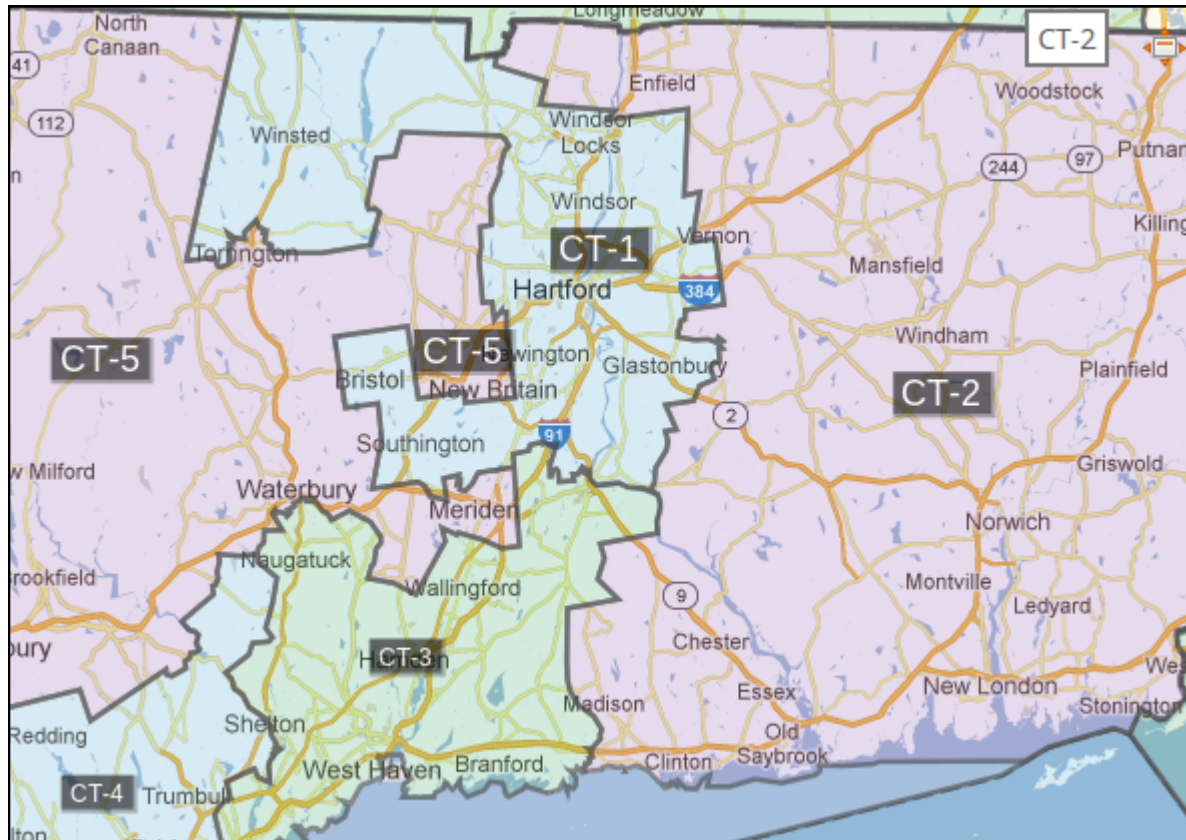 Longmeadow
North
Canaan
CT-2
41
Enfield
Woodstock
112
Winsted
Windsor
Locks
244
97
Putnam
n
Windsor
Killing
Torrington
CT-1
Vernon
Mansfield
Hartford
384
Windham
CT-5
CT-5
Newington
Glastonbury
Plainfield
Bristol
New Britain
CT-2
2
Southington
91
w Milford
Griswold
Waterbury
Meriden
Norwich
Naugatuck
Brookfield
Wallingford
Montville
9
Ledyard
bury
Hamden
CT-3
Chester
Wes
Essex
New London
Madison
Stonington
Redding
Shelton
Old
Saybrook
West Haven
Branford
Clinton
CT-4
Trumbull
lton